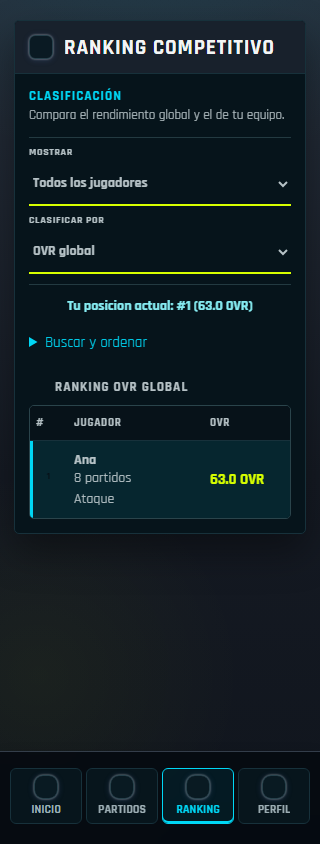 RANKING COMPETITIVO
CLASIFICACIÓN
Compara el rendimiento global y el de tu equipo.
MOSTRAR
Todos los jugadores
CLASIFICAR POR
OVR global
Tu posicion actual: #1 (63.0 OVR)
Buscar y ordenar
RANKING OVR GLOBAL
# JUGADOR OVR
Ana
8 partidos
63.0 OVR
Ataque
INICIO PARTIDOS RANKING PERFIL